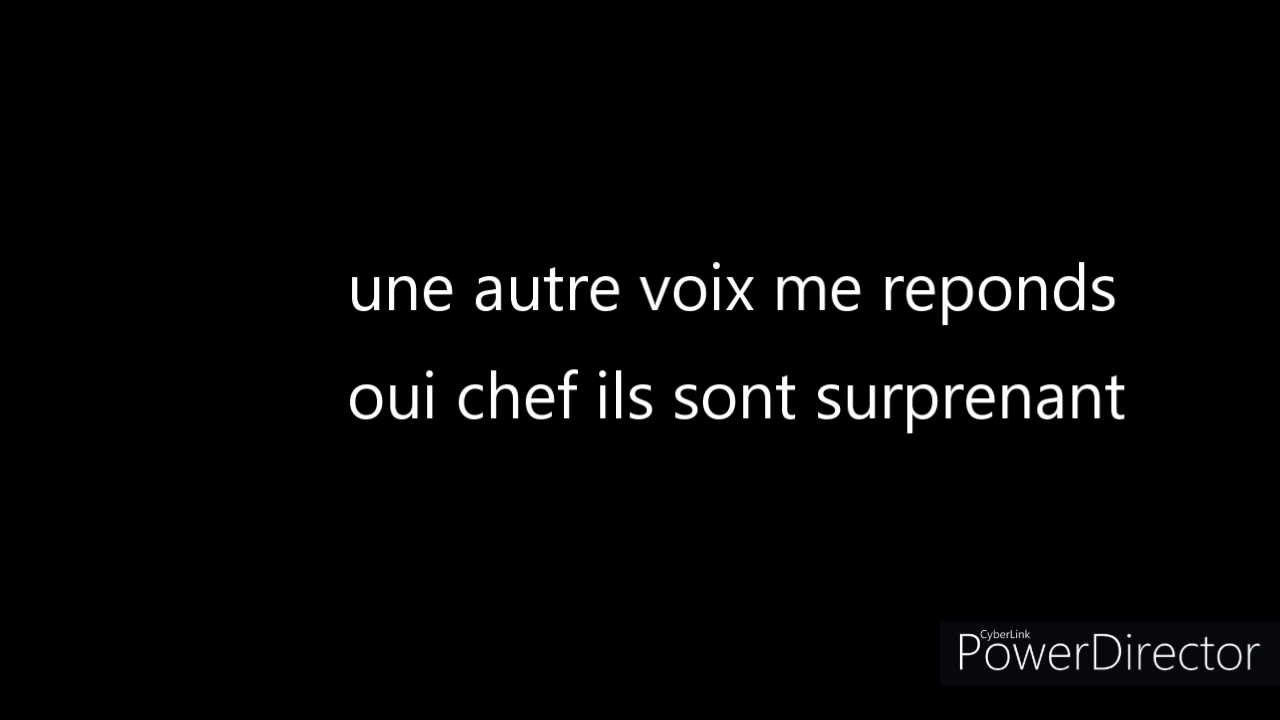 une autre voix me reponds
oui chef ils sont surprenant
CyberLink
PowerDirector